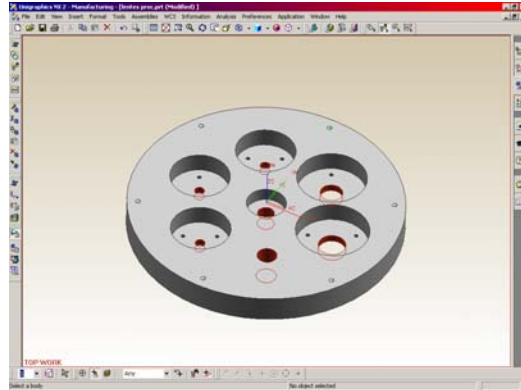 Unigraphics NX 2 - Manufacturing - [lentes proc.prt (Modified) ]
File Edit View Insert Format Tools Assemblies WCS Information Analysis Preferences Application Window Help
TOP WORK
Any
Select a body
No object selected